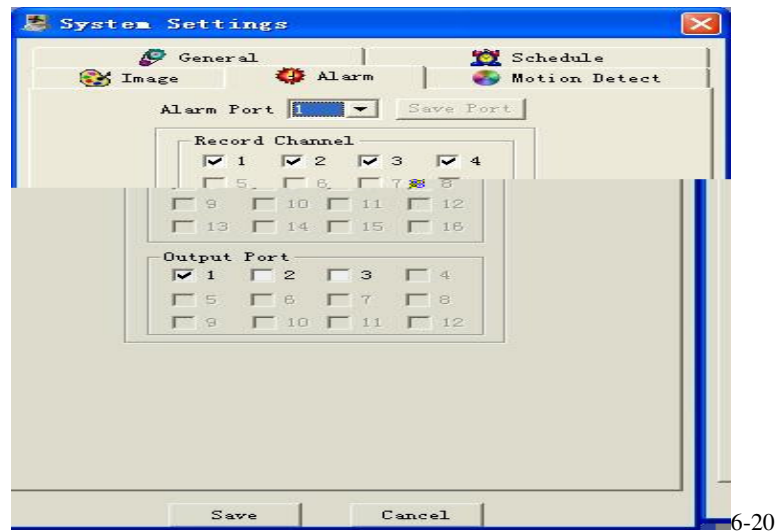 System Settings
General Schedule
Image Alarm Motion Detect
Alarm Port 1 Save Port
Record Channel
1 2 3 4
5 6 7 8
9 10 11 12
13 14 15 16
Output Port
1 2 3 4
5 6 7 8
9 10 11 12
Save Cancel
6-20